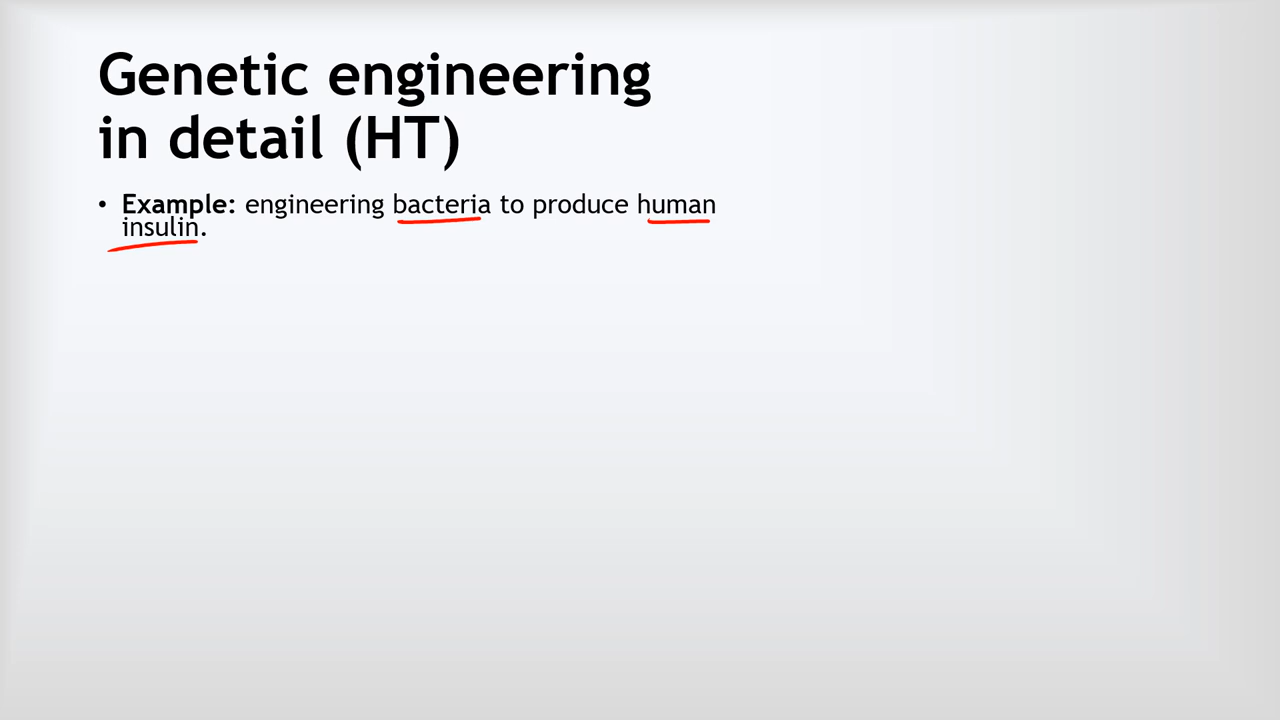 Genetic engineering
in detail (HT)
• Example: engineering bacteria to produce human
insulin.